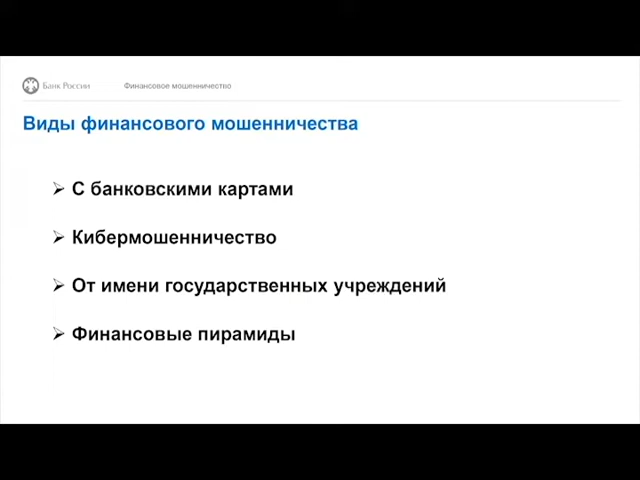 Банк России
Финансовое мошенничество
Виды финансового мошенничества
С банковскими картами
Кибермошенничество
От имени государственных учреждений
Финансовые пирамиды